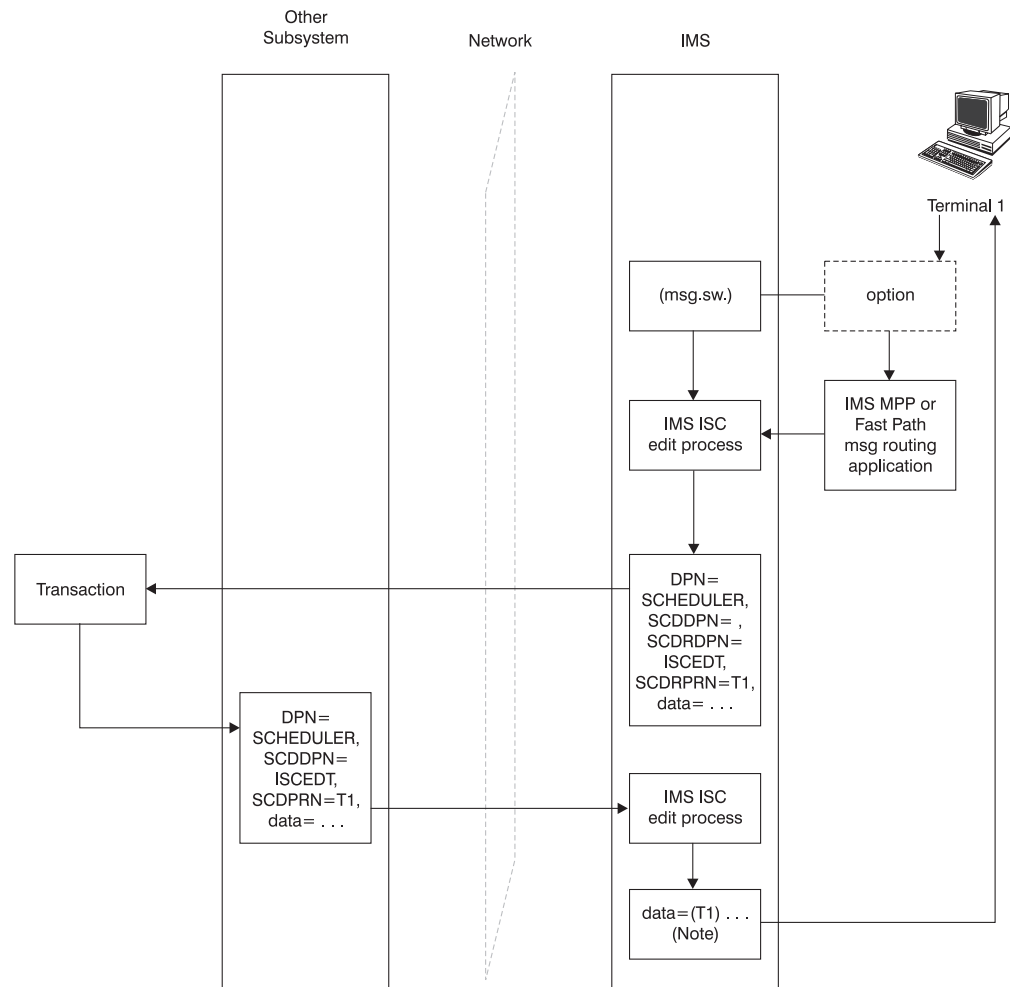 Other
Subsystem
Network
IMS
Terminal 1
(msg.sw.)
option
IMS ISC
edit process
IMS MPP or
Fast Path
msg routing
application
Transaction
DPN=
SCHEDULER,
SCDDPN= ,
SCDRDPN=
ISCEDT,
SCDRPRN=T1,
data= . . .
DPN=
SCHEDULER,
SCDDPN=
ISCEDT,
SCDPRN=T1,
data= . . .
IMS ISC
edit process
data=(T1) . . .
(Note)